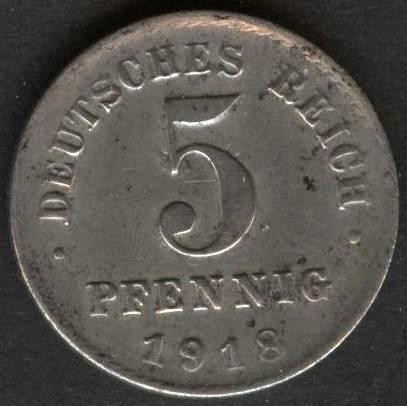 DEUTSCHES REICH
5
PFENNIG
1918